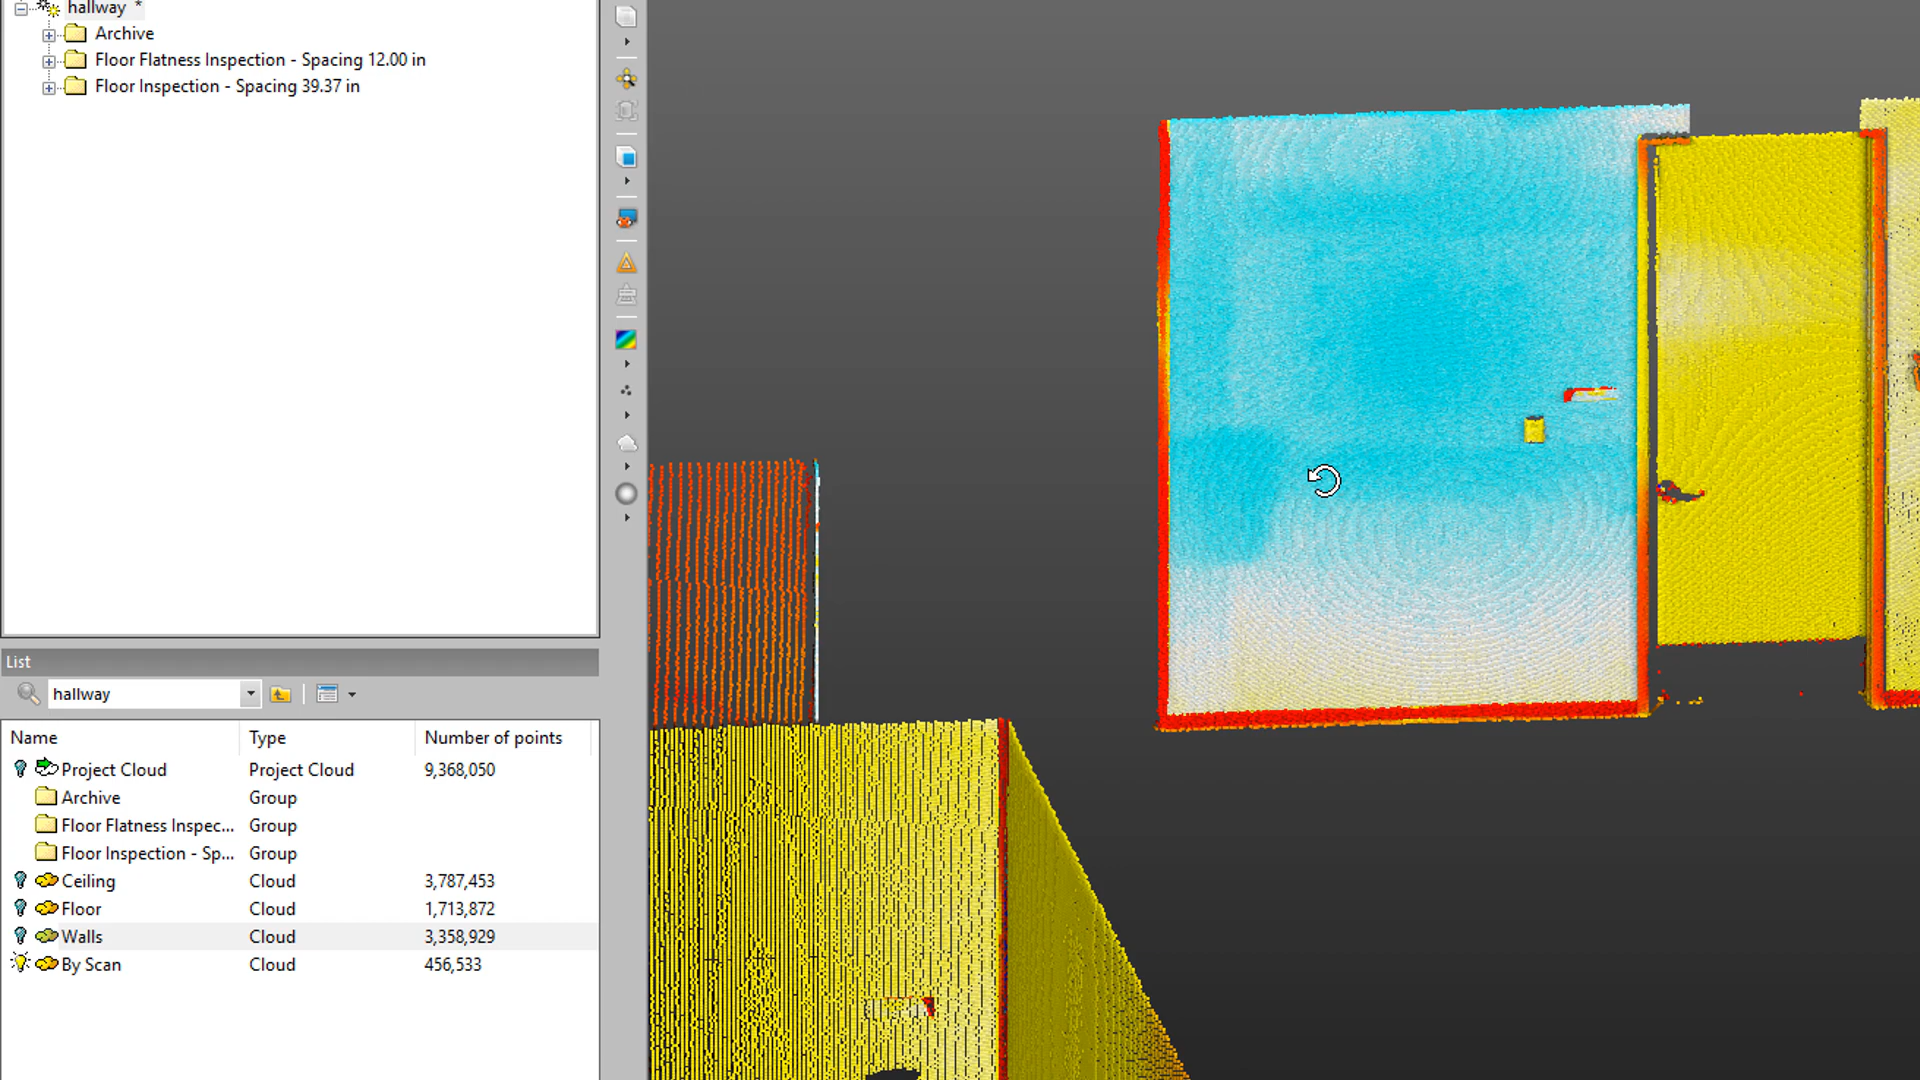 hallway *
Archive
Floor Flatness Inspection - Spacing 12.00 in
Floor Inspection - Spacing 39.37 in
List
hallway
Name Type Number of points
Project Cloud Project Cloud 9,368,050
Archive Group
Floor Flatness Inspec... Group
Floor Inspection - Sp... Group
Ceiling Cloud 3,787,453
Floor Cloud 1,713,872
Walls Cloud 3,358,929
By Scan Cloud 456,533